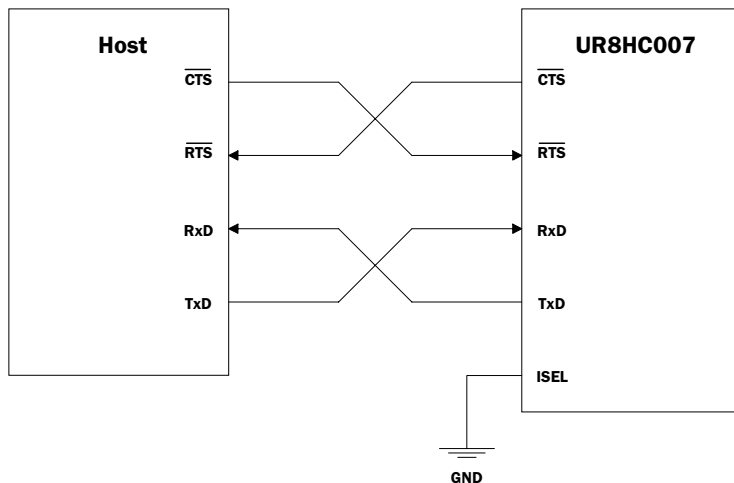 Host
UR8HC007
CTS
CTS
RTS
RTS
RxD
RxD
TxD
TxD
ISEL
GND